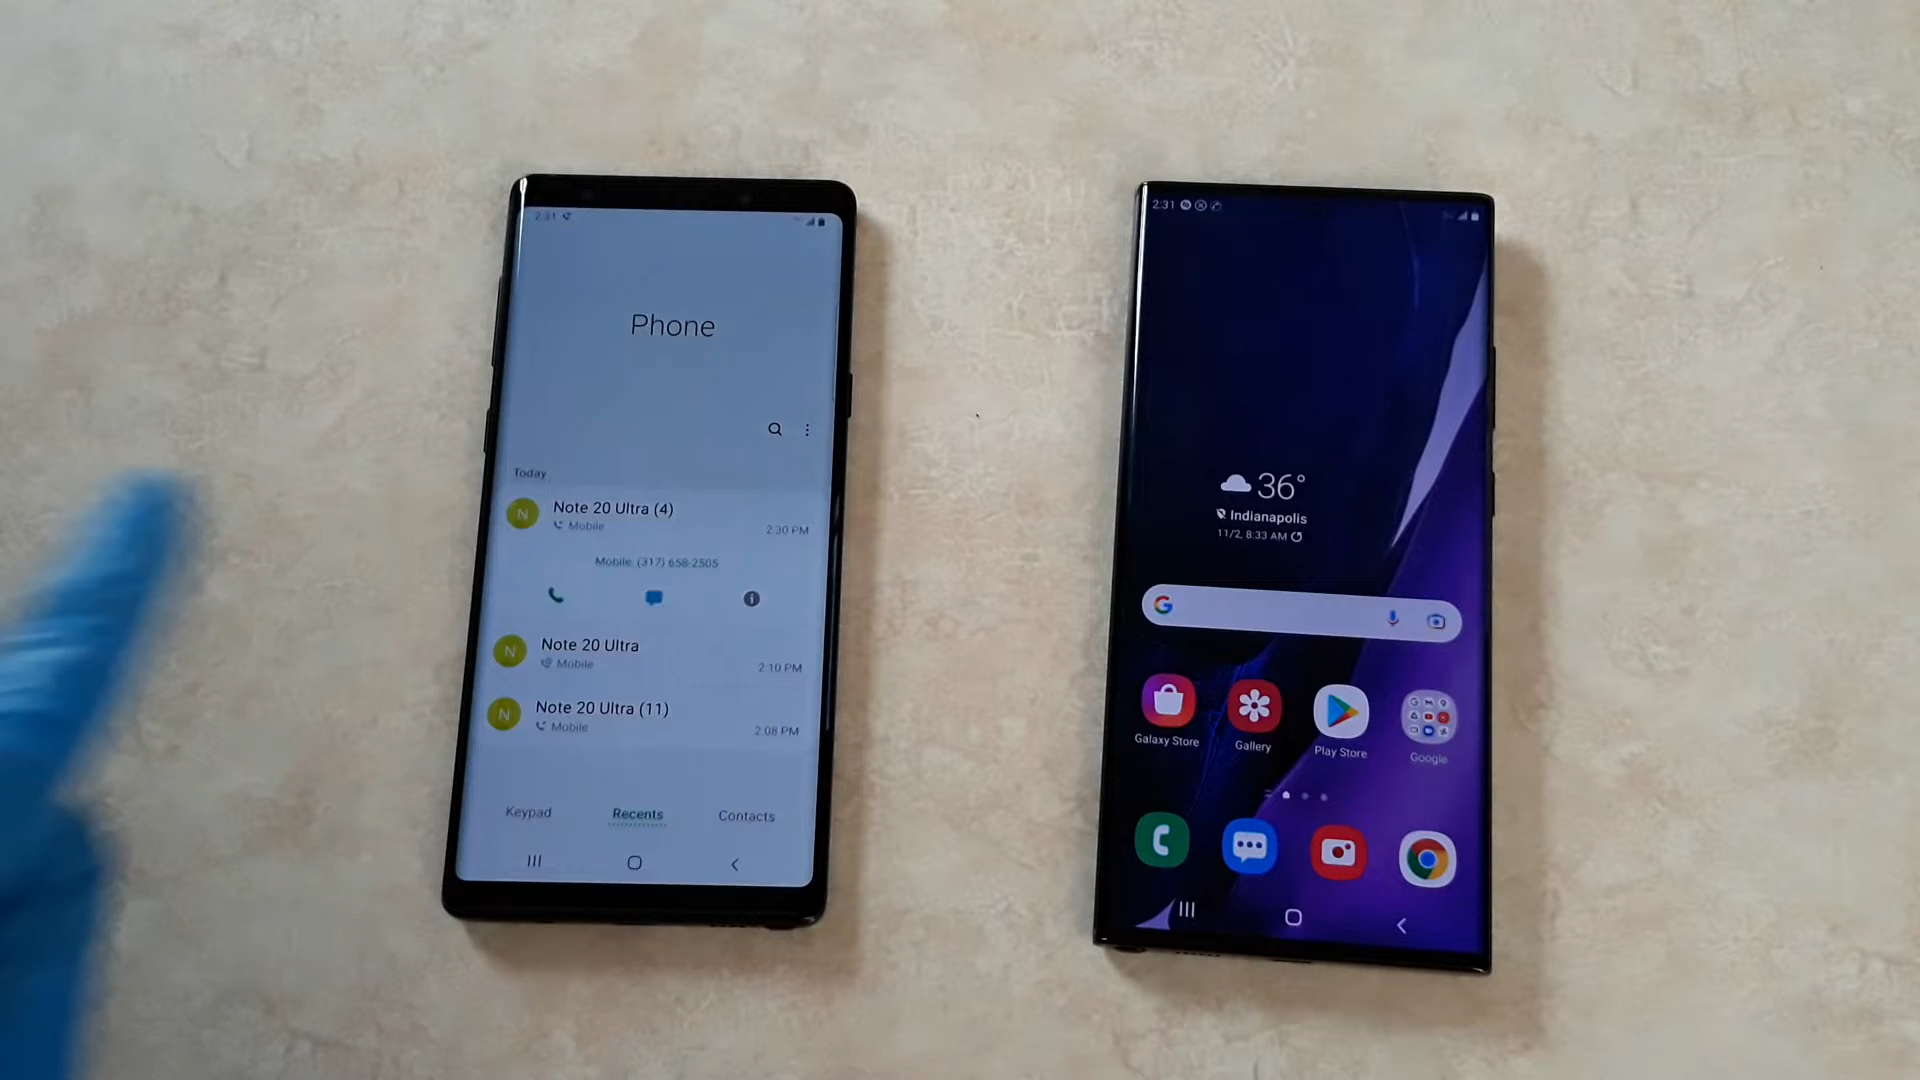 2:31
Phone
Today
N
Note 20 Ultra (4)
Mobile
2:30 PM
Mobile, (317) 658-2505
N
Note 20 Ultra
Mobile
2:10 PM
N
Note 20 Ultra (11)
Mobile
2:08 PM
Keypad
Recents
Contacts
2:31
36°
Indianapolis
11/2, 8:33 AM
G
Galaxy Store
Gallery
Play Store
Google